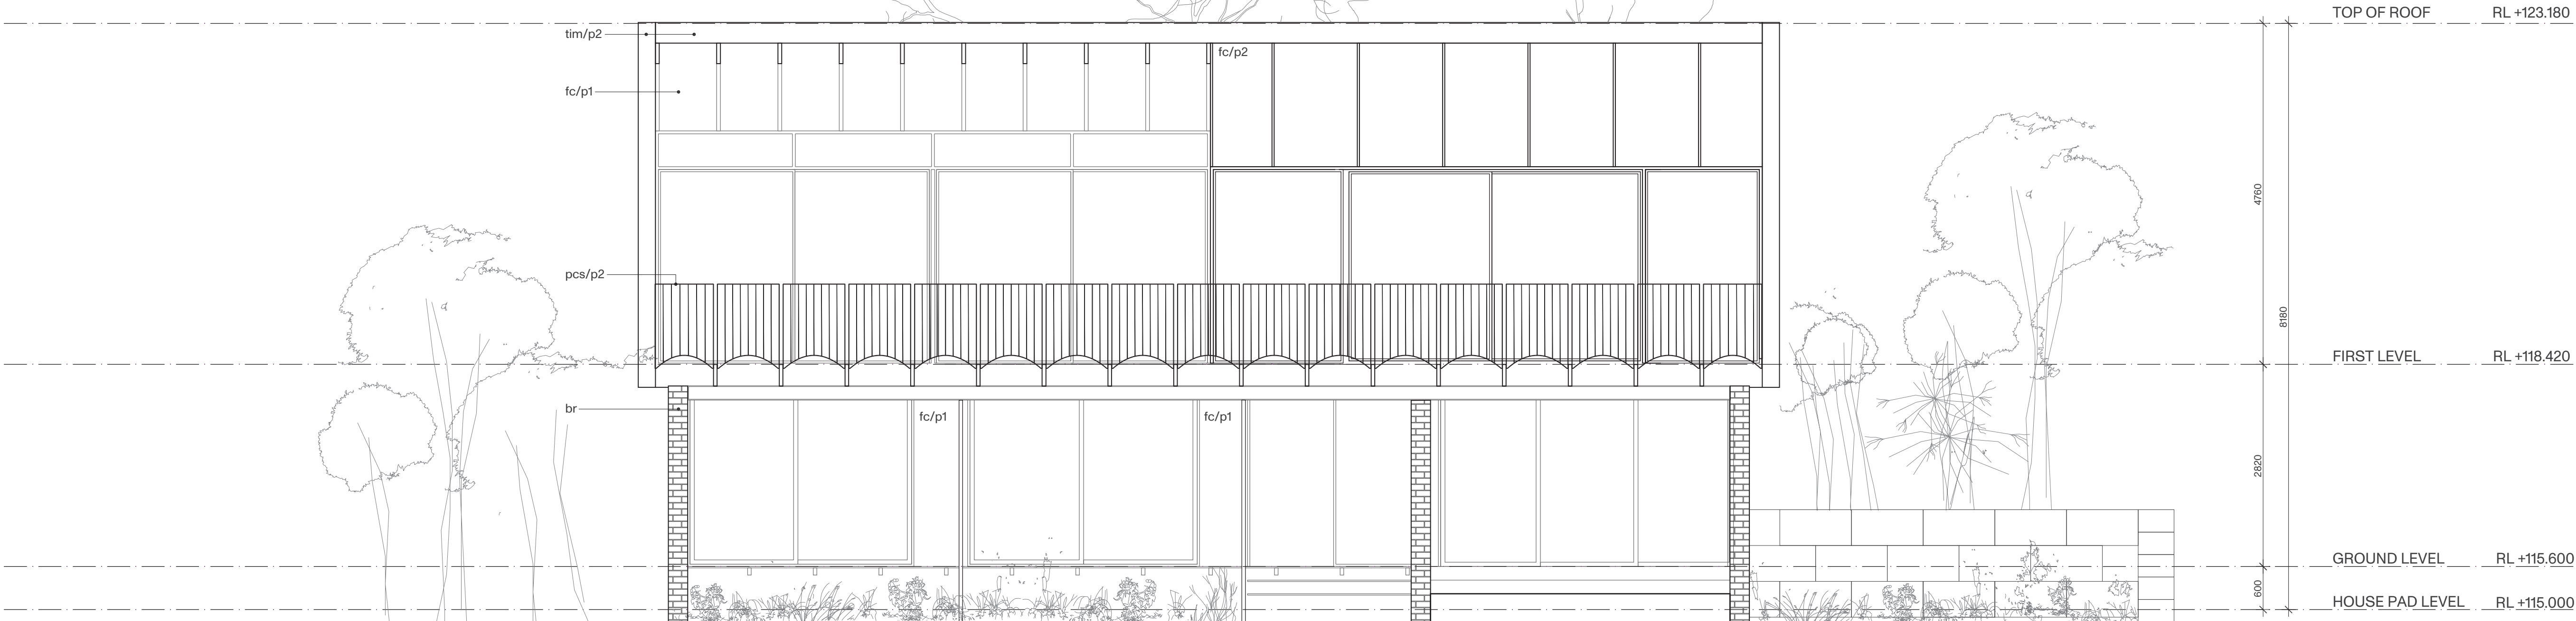 TOP OF ROOF RL +123.180
tim/p2
fc/p2
fc/p1
4760
pcs/p2
8180
FIRST LEVEL RL +118.420
br
fc/p1
fc/p1
2820
GROUND LEVEL RL +115.600
600
HOUSE PAD LEVEL RL +115.000